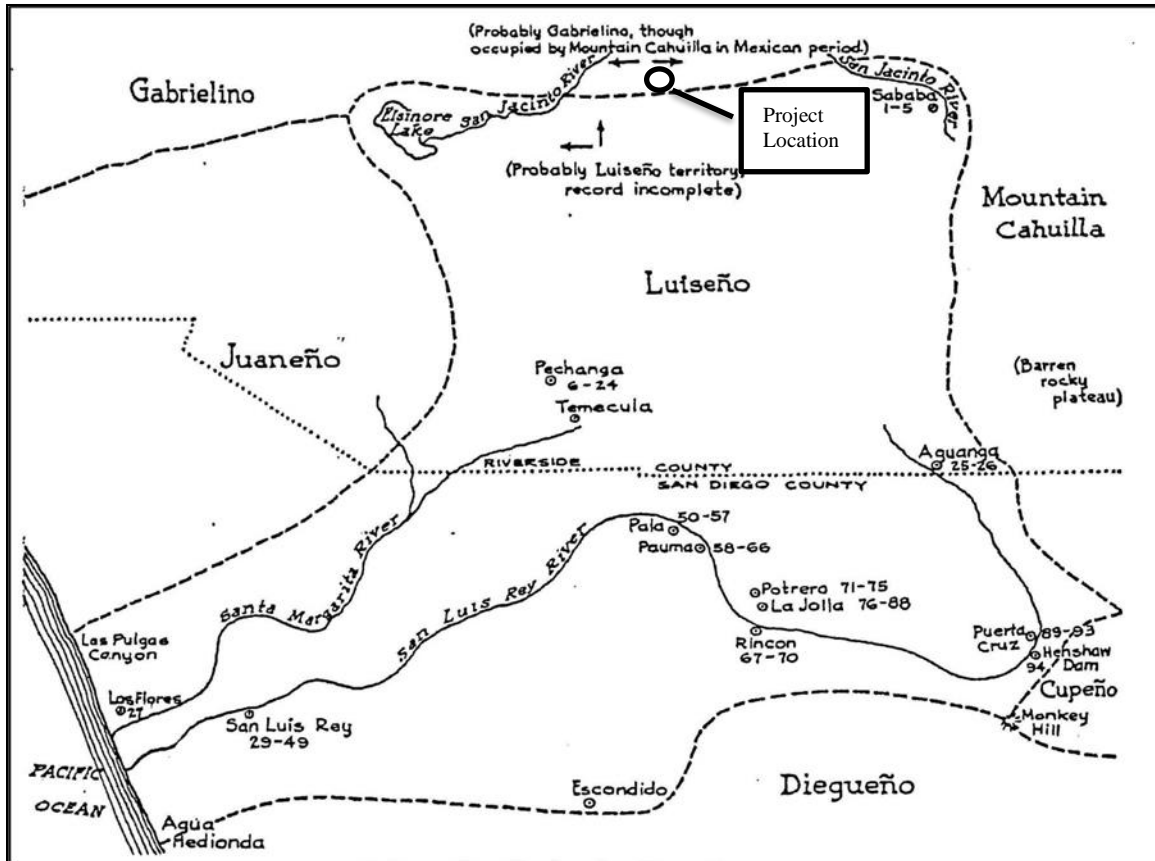 (Probably Gabrielino, though
occupied by Mountain Cahuilla in Mexican period.)
Gabrielino
San Jacinto River
San Jacinto River
Sababa
1-5
Elsinore
Lake
Project
Location
(Probably Luiseño territory,
record incomplete)
Mountain
Cahuilla
Luiseño
Juaneño
Pechanga
6-24
Temecula
(Barren
rocky
plateau)
Aguanga
25-26
RIVERSIDE COUNTY
SAN DIEGO COUNTY
Pala 50-57
Pauma 58-66
Santa Margarita River
San Luis Rey River
Potrero 71-75
La Jolla 76-88
Rincon
67-70
Puerta
Cruz
89-93
Henshaw
Dam
94
Cupeño
Monkey
Hill
Las Pulgas
Canyon
Los Flores
27
San Luis Rey
29-49
PACIFIC
OCEAN
Escondido
Diegueño
Agua
Hedionda